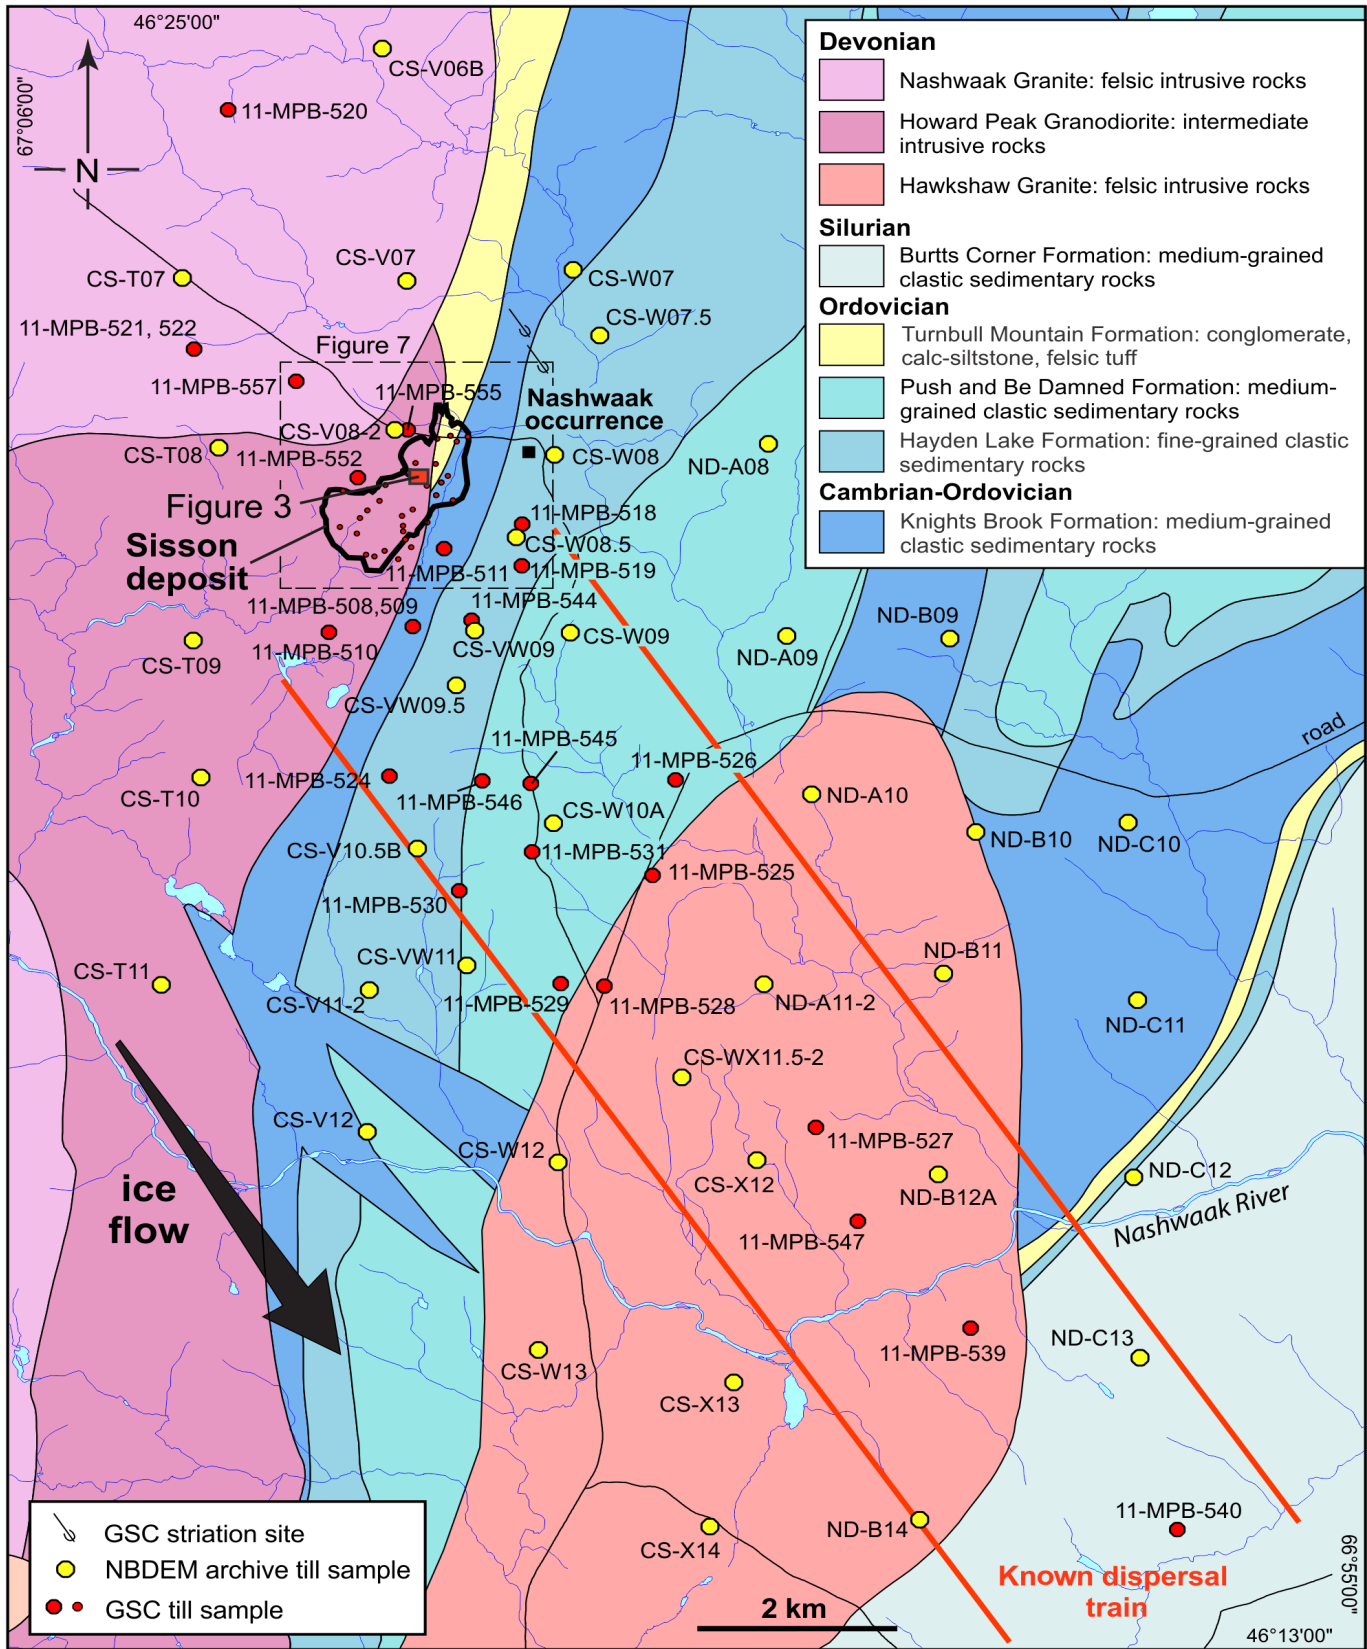 46°25'00"
67°06'00"
N
CS-V06B
11-MPB-520
CS-T07
CS-V07
CS-W07
CS-W07.5
11-MPB-521, 522
Figure 7
11-MPB-557
11-MPB-555
Nashwaak
occurrence
CS-V08-2
CS-T08
11-MPB-552
CS-W08
ND-A08
Figure 3
Sisson
deposit
11-MPB-518
CS-W08.5
11-MPB-511
11-MPB-519
11-MPB-508,509
11-MPB-544
11-MPB-510
CS-T09
CS-VW09
CS-W09
ND-A09
ND-B09
CS-VW09.5
road
11-MPB-545
11-MPB-526
11-MPB-524
11-MPB-546
CS-T10
CS-W10A
ND-A10
ND-B10
ND-C10
CS-V10.5B
11-MPB-531
11-MPB-525
11-MPB-530
CS-VW11
ND-B11
CS-T11
CS-V11-2
11-MPB-529
11-MPB-528
ND-A11-2
ND-C11
CS-WX11.5-2
CS-V12
CS-W12
11-MPB-527
CS-X12
ND-B12A
ND-C12
Nashwaak River
ice
flow
11-MPB-547
11-MPB-539
ND-C13
CS-W13
CS-X13
CS-X14
ND-B14
11-MPB-540
Known dispersal
train
2 km
66°55'00"
46°13'00"
Devonian
Nashwaak Granite: felsic intrusive rocks
Howard Peak Granodiorite: intermediate
intrusive rocks
Hawkshaw Granite: felsic intrusive rocks
Silurian
Burtts Corner Formation: medium-grained
clastic sedimentary rocks
Ordovician
Turnbull Mountain Formation: conglomerate,
calc-siltstone, felsic tuff
Push and Be Damned Formation: medium-
grained clastic sedimentary rocks
Hayden Lake Formation: fine-grained clastic
sedimentary rocks
Cambrian-Ordovician
Knights Brook Formation: medium-grained
clastic sedimentary rocks
GSC striation site
NBDEM archive till sample
GSC till sample